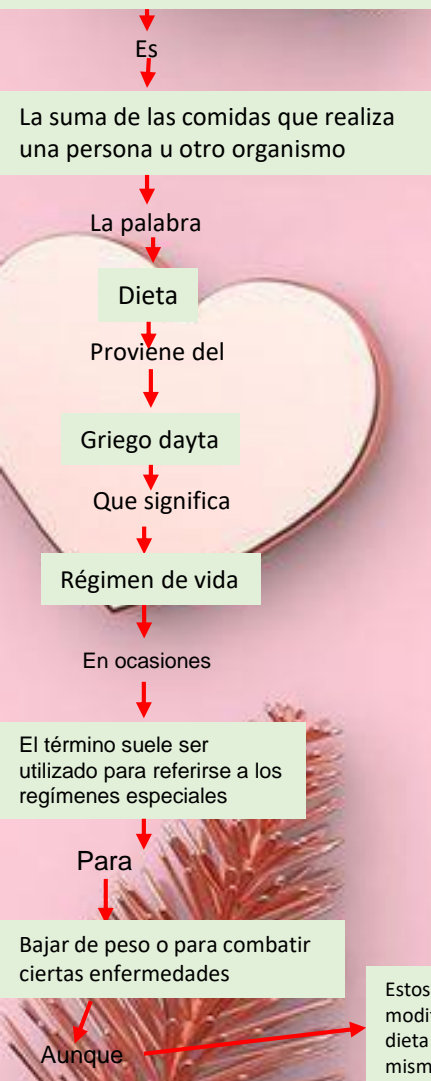 Es
La suma de las comidas que realiza
una persona u otro organismo
La palabra
Dieta
Proviene del
Griego dayta
Que significa
Régimen de vida
En ocasiones
El término suele ser
utilizado para referirse a los
regímenes especiales
Para
Bajar de peso o para combatir
ciertas enfermedades
Aunque
Estos
dieta